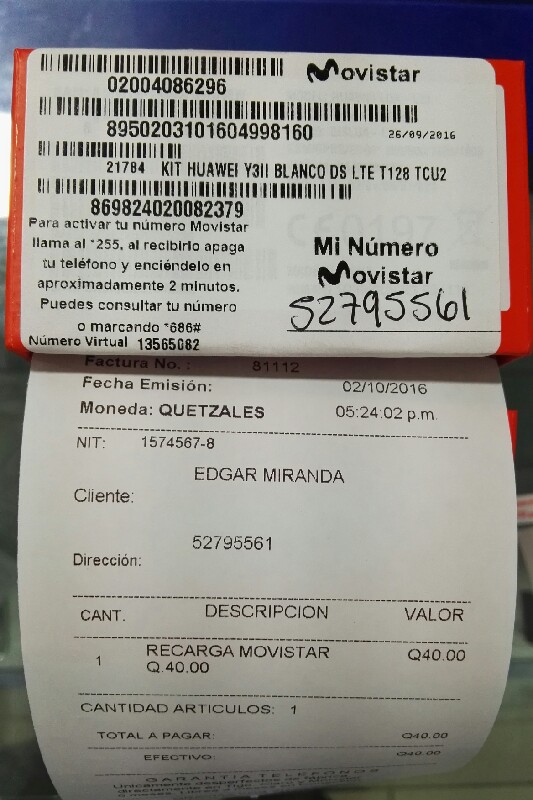 Movistar
02004086296
8950203101604998160 26/09/2016
21784 KIT HUAWEI Y3II BLANCO DS LTE T128 TCU2
869824020082379
Para activar tu número Movistar
llama al *255, al recibirlo apaga
tu teléfono y enciéndelo en
aproximadamente 2 minutos.
Puedes consultar tu número
o marcando *686#
Número Virtual 13565082
Mi Número
Movistar
52795561
Factura No. : 81112
Fecha Emisión: 02/10/2016
Moneda: QUETZALES 05:24:02 p.m.
NIT: 1574567-8
EDGAR MIRANDA
Cliente:
52795561
Dirección:
CANT. DESCRIPCION VALOR
1 RECARGA MOVISTAR Q40.00
Q.40.00
CANTIDAD ARTICULOS: 1
TOTAL A PAGAR: Q40.00
EFECTIVO: Q40.00
GARANTIA TELEFONOS
Unicamente desperfectos de